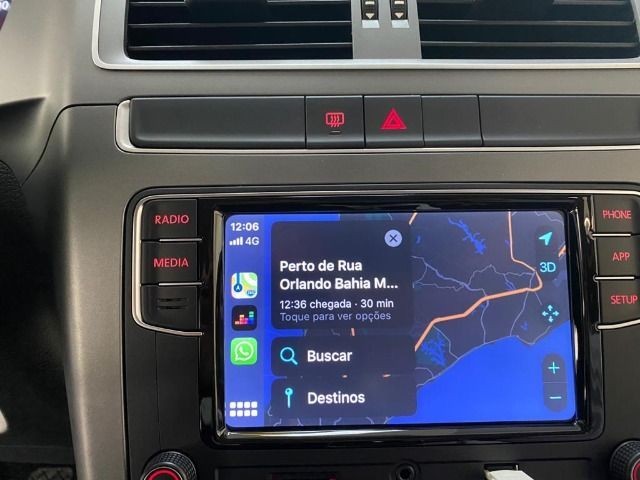 RADIO
MEDIA
12:06
4G
Perto de Rua
Orlando Bahia M...
12:36 chegada · 30 min
Toque para ver opções
Buscar
Destinos
3D
+
−
PHONE
APP
SETUP